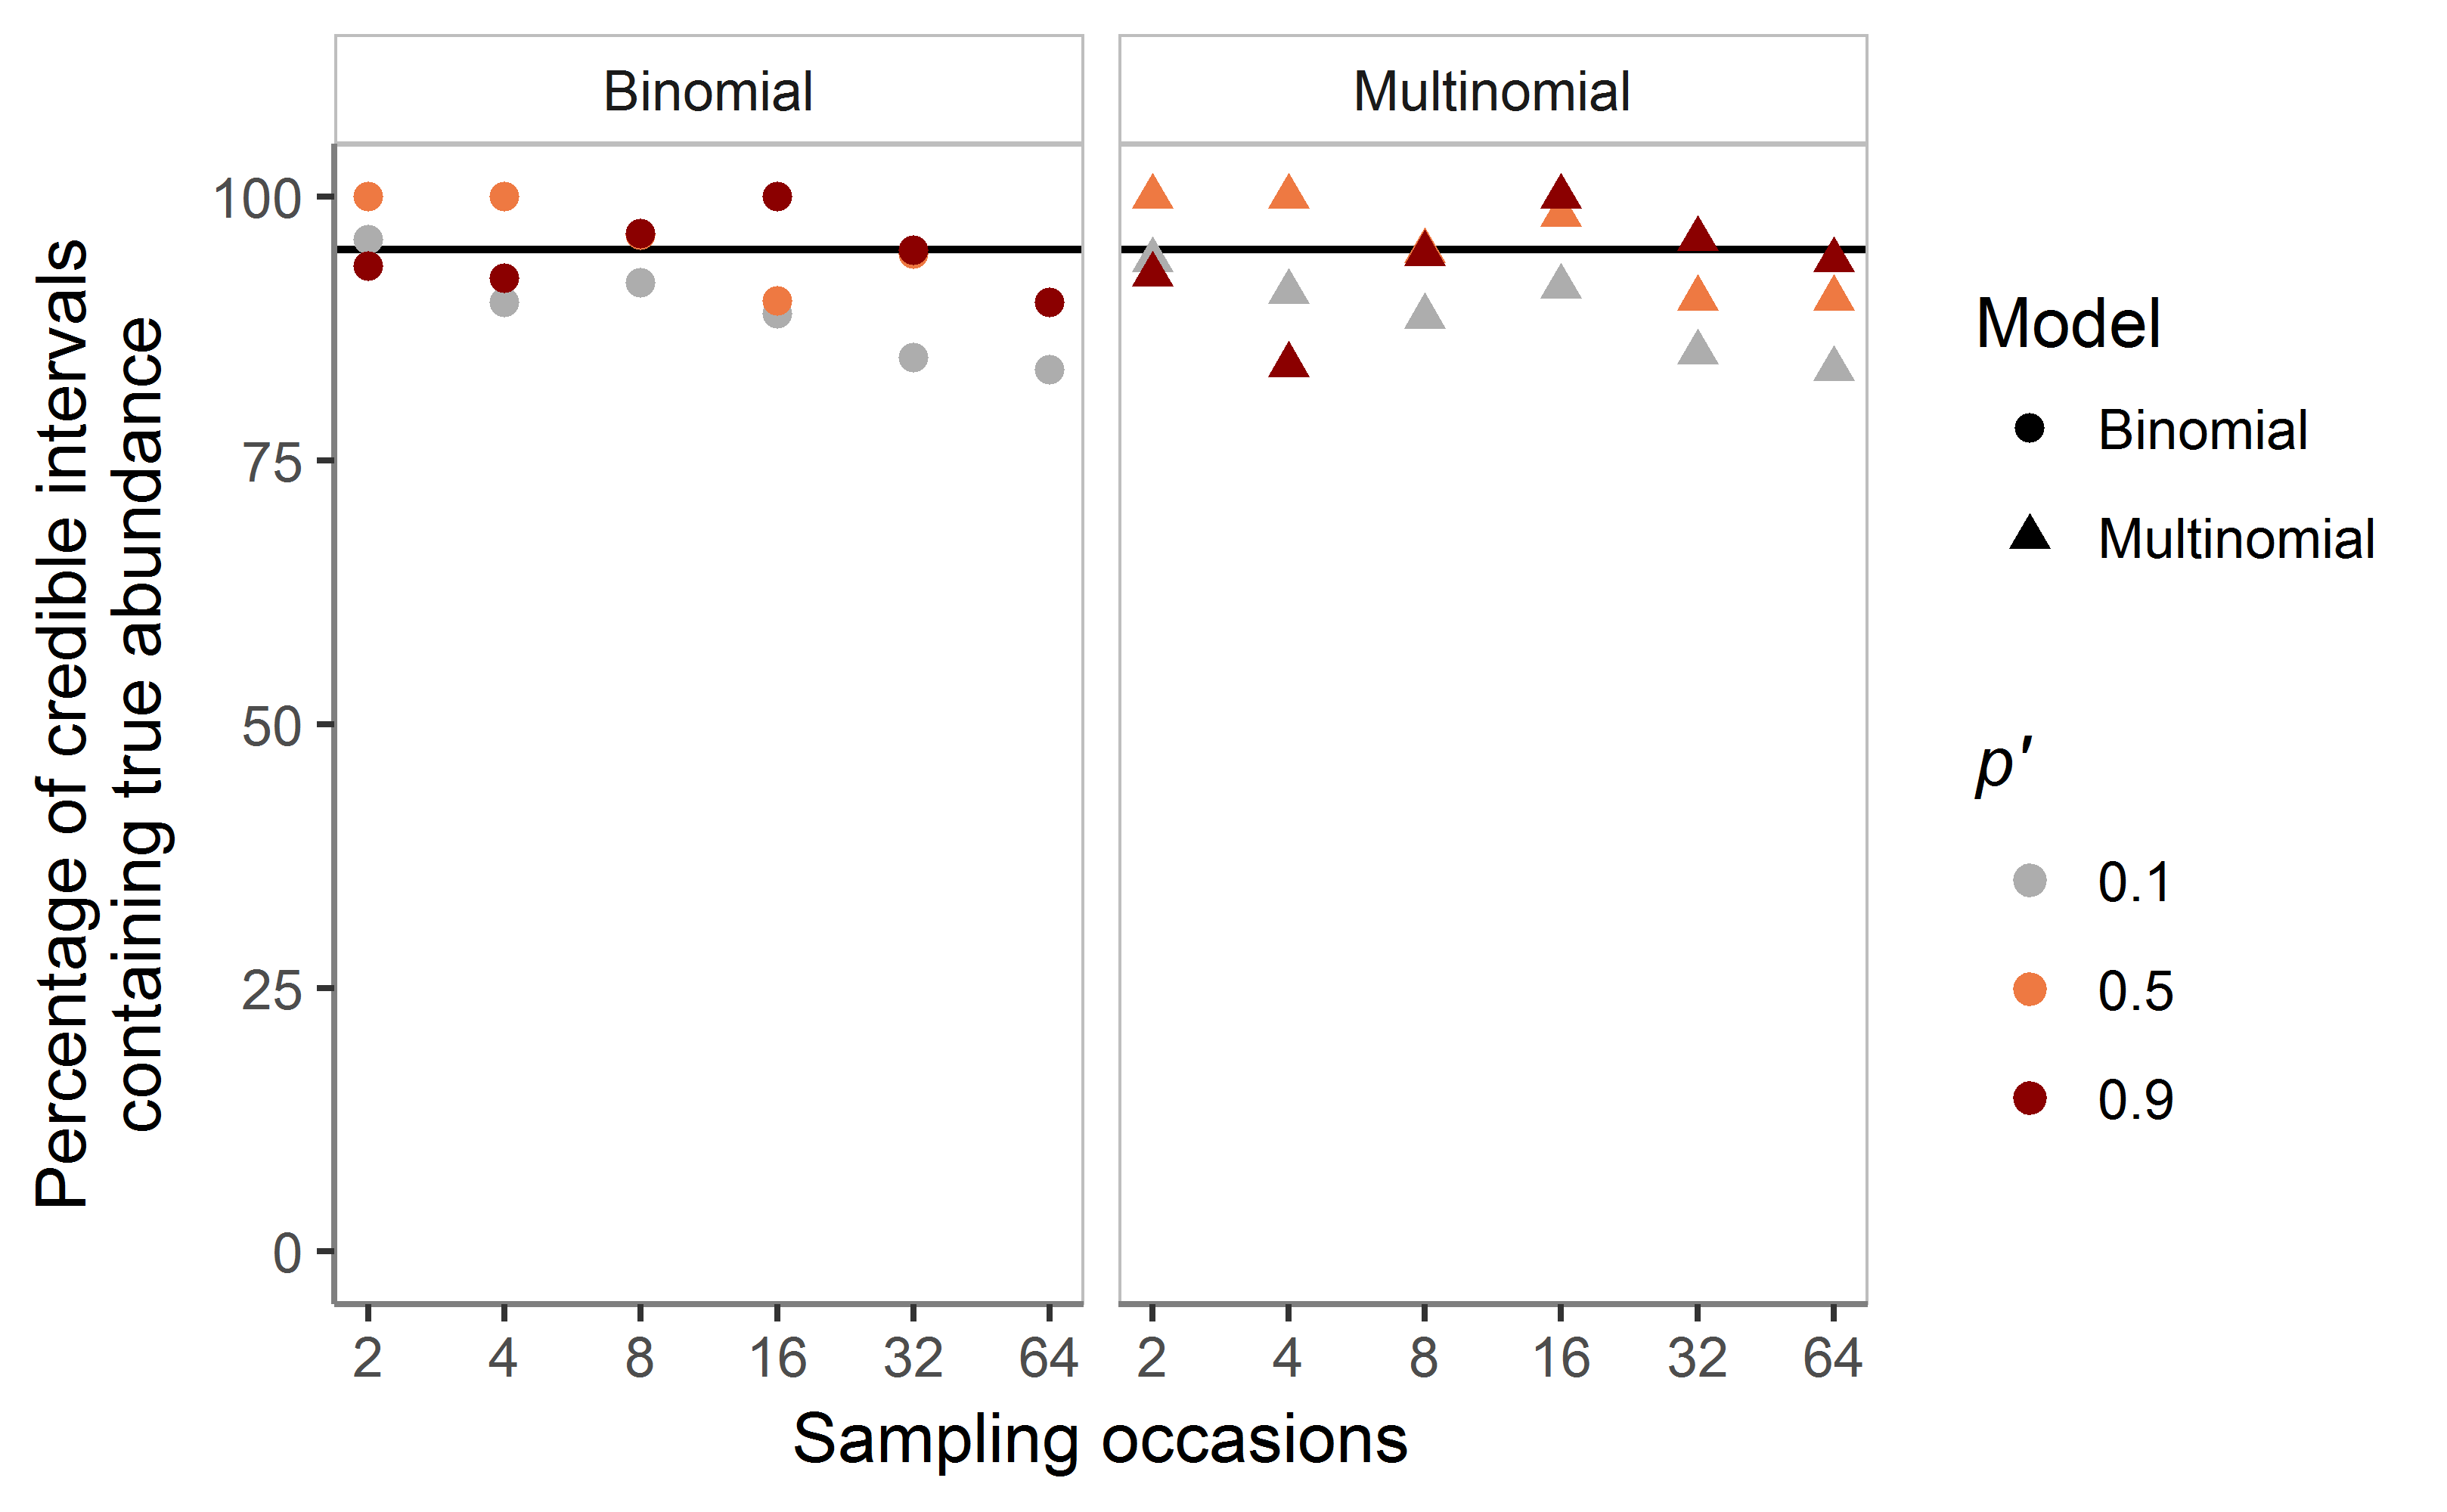 Binomial
Multinomial
Percentage of credible intervals
containing true abundance
100
75
50
25
0
2 4 8 16 32 64
2 4 8 16 32 64
Sampling occasions
Model
Binomial
Multinomial
p'
0.1
0.5
0.9